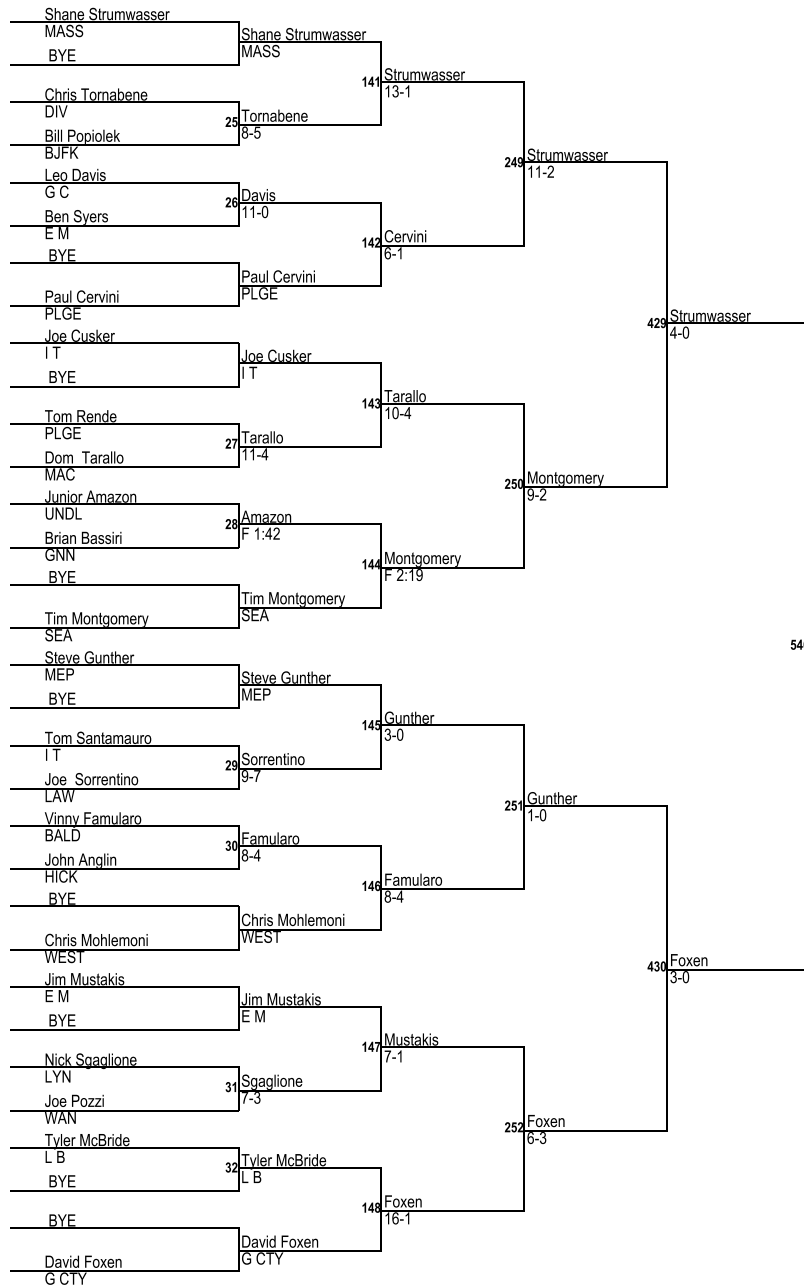 Shane Strumwasser
MASS
BYE
Chris Tornabene
DIV
Bill Popiolek
BJFK
Leo Davis
G C
Ben Syers
E M
BYE
Paul Cervini
PLGE
Joe Cusker
I T
BYE
Tom Rende
PLGE
Dom Tarallo
MAC
Junior Amazon
UNDL
Brian Bassiri
GNN
BYE
Tim Montgomery
SEA
Steve Gunther
MEP
BYE
Tom Santamauro
I T
Joe Sorrentino
LAW
Vinny Famularo
BALD
John Anglin
HICK
BYE
Chris Mohlemoni
WEST
Jim Mustakis
E M
BYE
Nick Sgaglione
LYN
Joe Pozzi
WAN
Tyler McBride
L B
BYE
BYE
David Foxen
G CTY
Shane Strumwasser
MASS
25 Tornabene
8-5
26 Davis
11-0
Paul Cervini
PLGE
Joe Cusker
I T
27 Tarallo
11-4
28 Amazon
F 1:42
Tim Montgomery
SEA
Steve Gunther
MEP
29 Sorrentino
9-7
30 Famularo
8-4
Chris Mohlemoni
WEST
Jim Mustakis
E M
31 Sgaglione
7-3
32 Tyler McBride
L B
David Foxen
G CTY
141 Strumwasser
13-1
142 Cervini
6-1
143 Tarallo
10-4
144 Montgomery
F 2:19
145 Gunther
3-0
146 Famularo
8-4
147 Mustakis
7-1
148 Foxen
16-1
249 Strumwasser
11-2
250 Montgomery
9-2
251 Gunther
1-0
252 Foxen
6-3
429 Strumwasser
4-0
430 Foxen
3-0